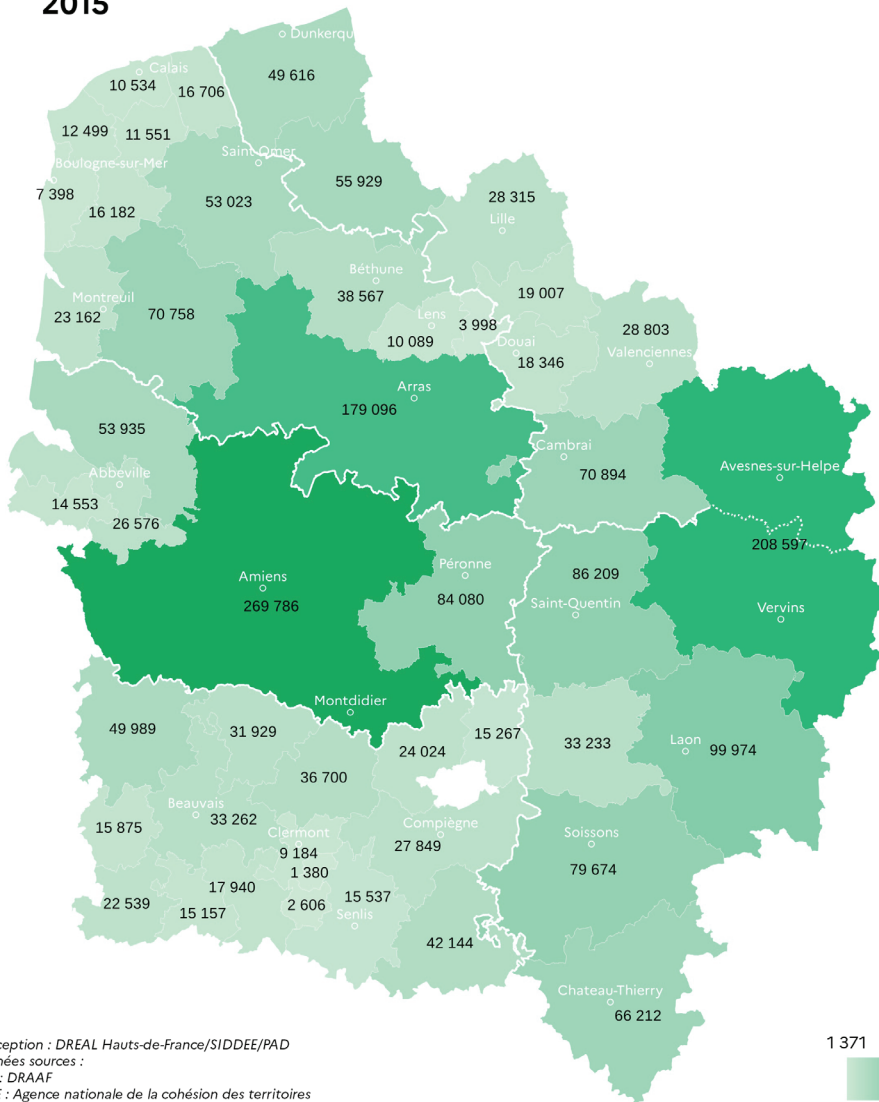 2015
Dunkerqu
49 616
Calais
10 534
16 706
12 499
11 551
Boulogne-sur-Mer
Saint-Omer
7 398
16 182
53 023
55 929
28 315
Lille
Béthune
38 567
19 007
Montreuil
23 162
70 758
Lens
10 089
3 998
Douai
18 346
28 803
Valenciennes
Arras
179 096
53 935
Cambrai
70 894
Avesnes-sur-Helpe
Abbeville
14 553
26 576
208 597
Amiens
269 786
Péronne
84 080
86 209
Saint-Quentin
Vervins
Montdidier
49 989
31 929
24 024
15 267
33 233
Laon
99 974
36 700
Beauvais
33 262
15 875
Clermont
9 184
1 380
Compiègne
27 849
Soissons
79 674
22 539
17 940
15 157
2 606
15 537
Senlis
42 144
Chateau-Thierry
66 212
ception : DREAL Hauts-de-France/SIDDEE/PAD
nées sources :
: DRAAF
E : Agence nationale de la cohésion des territoires
1 371